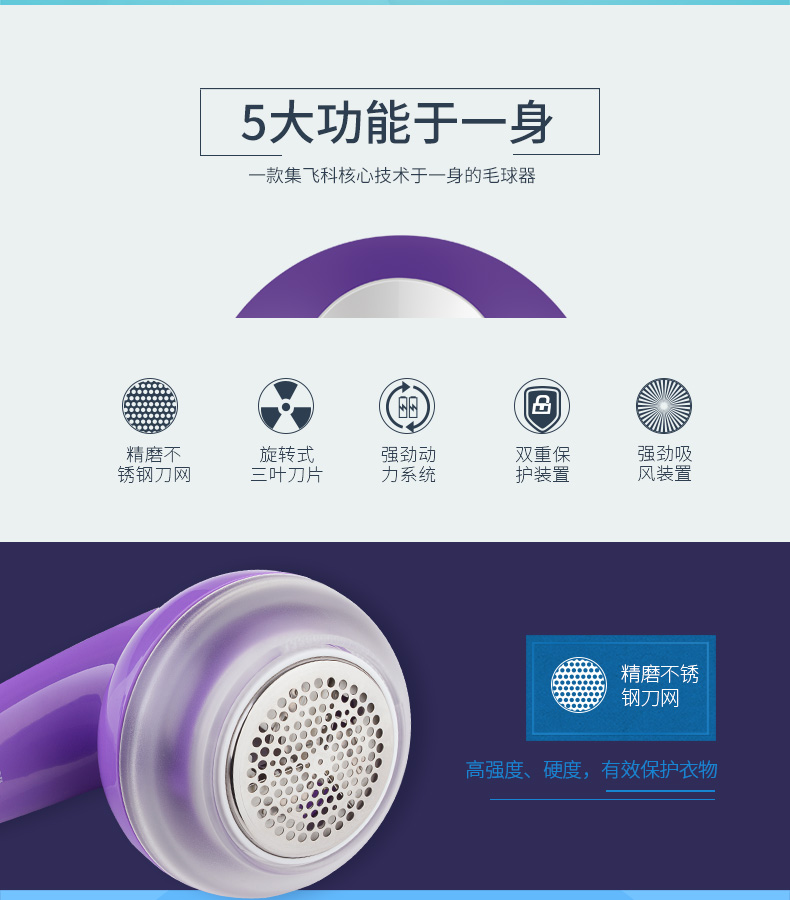 5大功能于一身
一款集飞科核心技术于一身的毛球器
精磨不
锈钢刀网
旋转式
三叶刀片
强劲动
力系统
双重保
护装置
强劲吸
风装置
精磨不锈
钢刀网
高强度、硬度，有效保护衣物